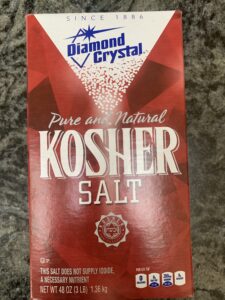 SINCE 1886
Diamond
Crystal
Pure and Natural
KOSHER
SALT
THIS SALT DOES NOT SUPPLY IODIDE,
A NECESSARY NUTRIENT
NET WT 48 OZ (3 LB) 1.36 kg